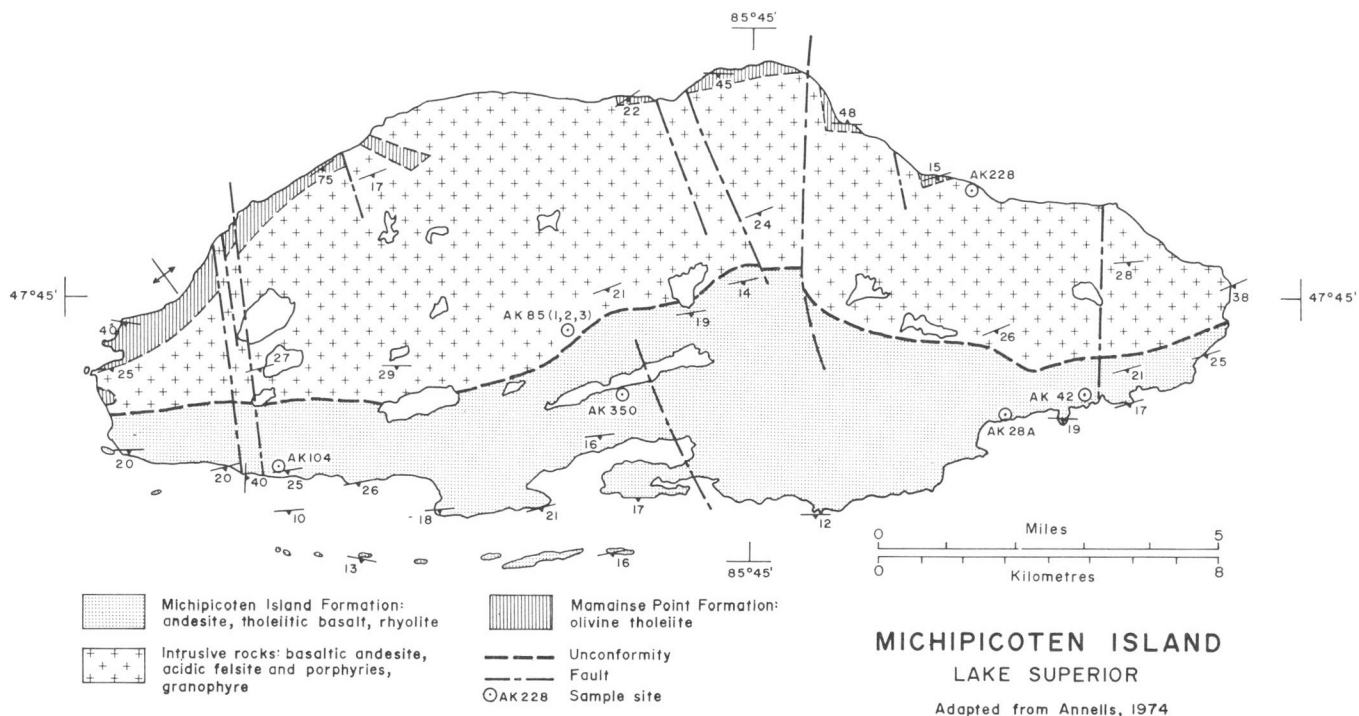 85°45'
45
22
48
75
17
15
AK228
24
28
47°45'
47°45'
21
14
38
40
AK 85 (1,2,3)
19
26
25
27
29
25
21
AK 42
AK350
17
AK28A
19
16
20
AK104
20
40
25
26
10
18
21
17
12
13
16
85°45'
0 Miles 5
0 Kilometres 8
Michipicoten Island Formation:
andesite, tholeiitic basalt, rhyolite
Intrusive rocks: basaltic andesite,
acidic felsite and porphyries,
granophyre
Mamainse Point Formation:
olivine tholeiite
Unconformity
Fault
AK228 Sample site
MICHIPICOTEN ISLAND
LAKE SUPERIOR
Adapted from Annells, 1974